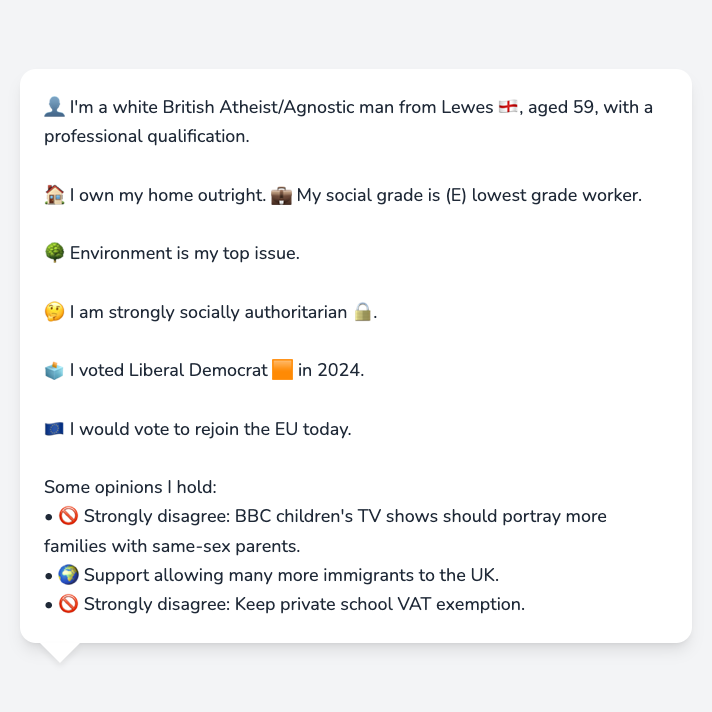 👤 I'm a white British Atheist/Agnostic man from Lewes 🏴󠁧󠁢󠁥󠁮󠁧󠁿, aged 59, with a
professional qualification.
🏠 I own my home outright. 💼 My social grade is (E) lowest grade worker.
🌳 Environment is my top issue.
🤔 I am strongly socially authoritarian 🔒.
🗳️ I voted Liberal Democrat 🟧 in 2024.
🇪🇺 I would vote to rejoin the EU today.
Some opinions I hold:
• 🚫 Strongly disagree: BBC children's TV shows should portray more
families with same-sex parents.
• 🌍 Support allowing many more immigrants to the UK.
• 🚫 Strongly disagree: Keep private school VAT exemption.